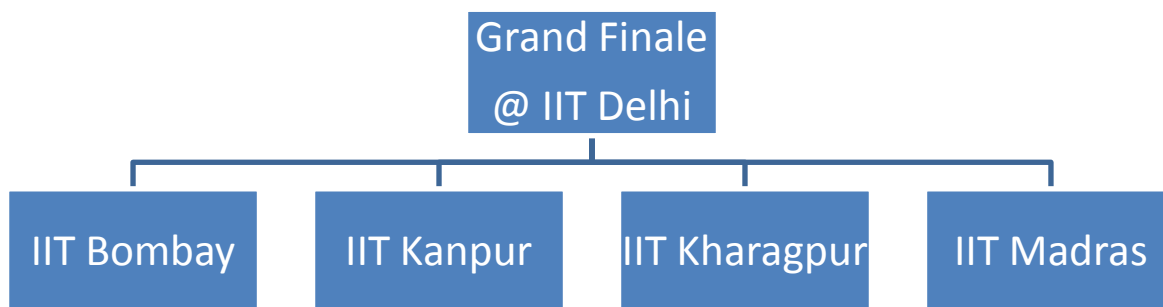 Grand Finale
@ IIT Delhi
IIT Bombay
IIT Kanpur
IIT Kharagpur
IIT Madras